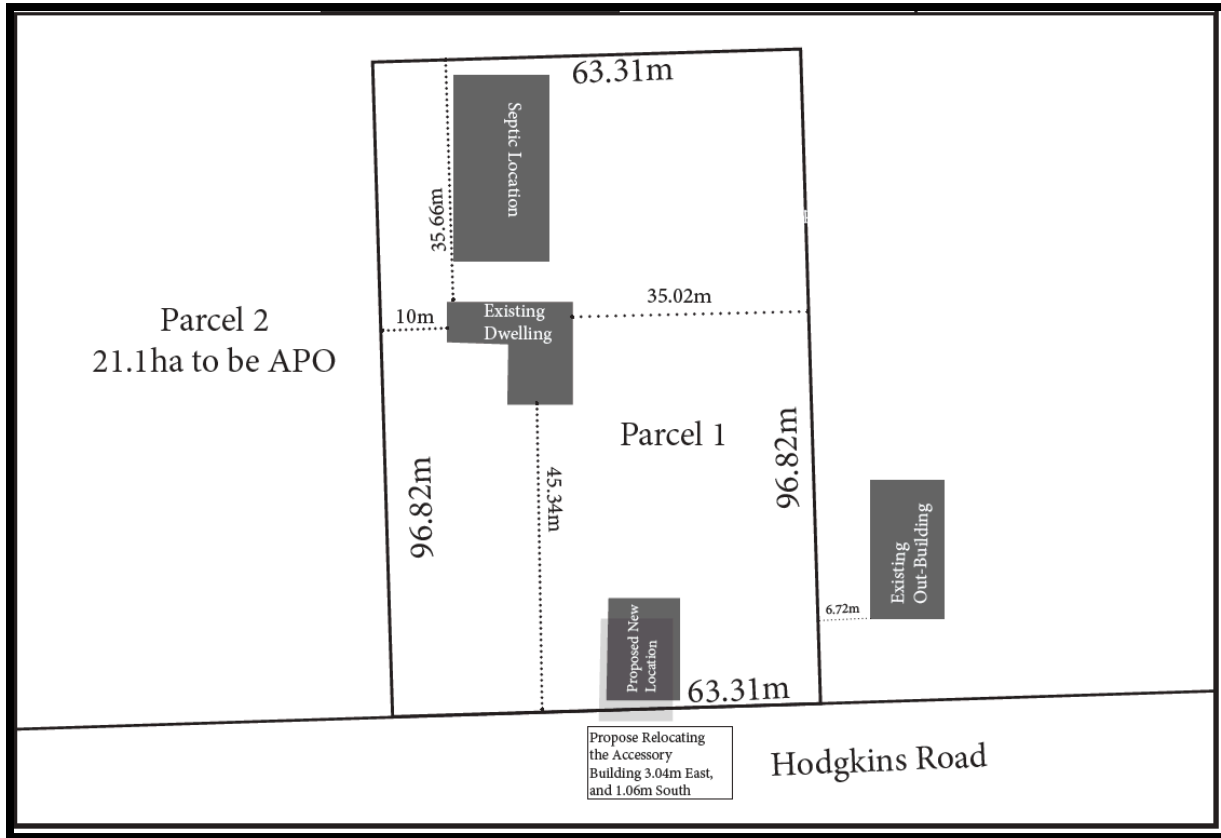 63.31m
Septic Location
35.66m
35.02m
10m
Existing
Dwelling
Parcel 2
21.1ha to be APO
Parcel 1
96.82m
96.82m
45.34m
Existing
Out-Building
6.72m
Proposed New
Location
63.31m
Propose Relocating
the Accessory
Building 3.04m East,
and 1.06m South
Hodgkins Road